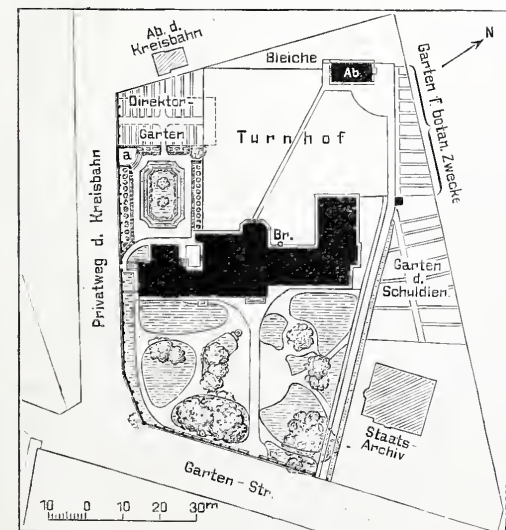 Ab. d.
Kreisbahn
N
Bleiche
Ab.
Garten f. botan. Zwecke
Direktor-
Garten
Turnhof
a
Privatweg d. Kreisbahn
Br.
Garten
d.
Schuldien.
Staats-
Archiv
Garten-Str.
10 0 10 20 30m